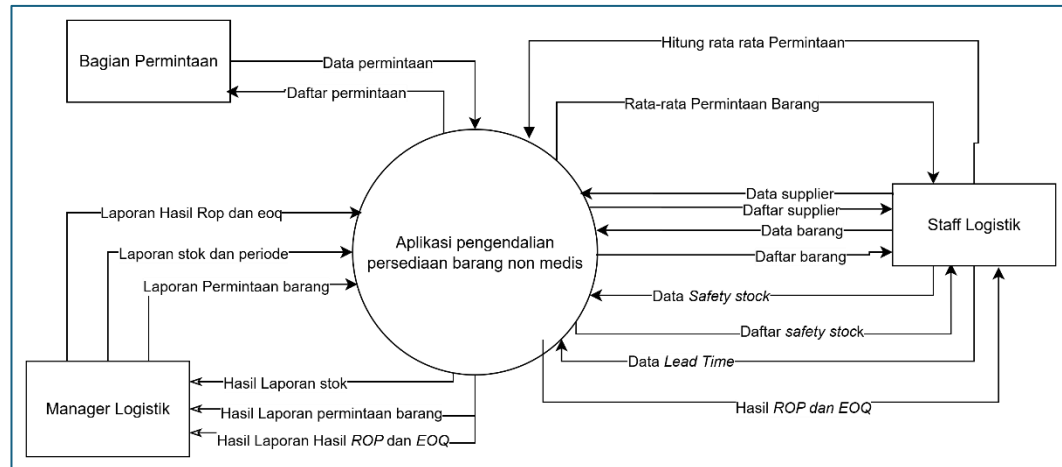 Bagian Permintaan
Data permintaan
Daftar permintaan
Hitung rata rata Permintaan
Rata-rata Permintaan Barang
Data supplier
Daftar supplier
Data barang
Daftar barang
Staff Logistik
Laporan Hasil Rop dan eoq
Laporan stok dan periode
Laporan Permintaan barang
Aplikasi pengendalian
persediaan barang non medis
Data Safety stock
Daftar safety stock
Data Lead Time
Hasil ROP dan EOQ
Manager Logistik
Hasil Laporan stok
Hasil Laporan permintaan barang
Hasil Laporan Hasil ROP dan EOQ